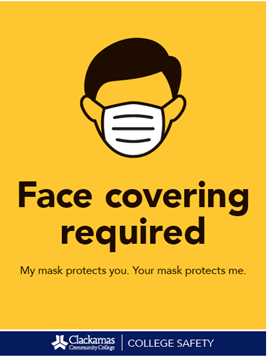 Face covering
required
My mask protects you. Your mask protects me.
Clackamas
Community College
COLLEGE SAFETY